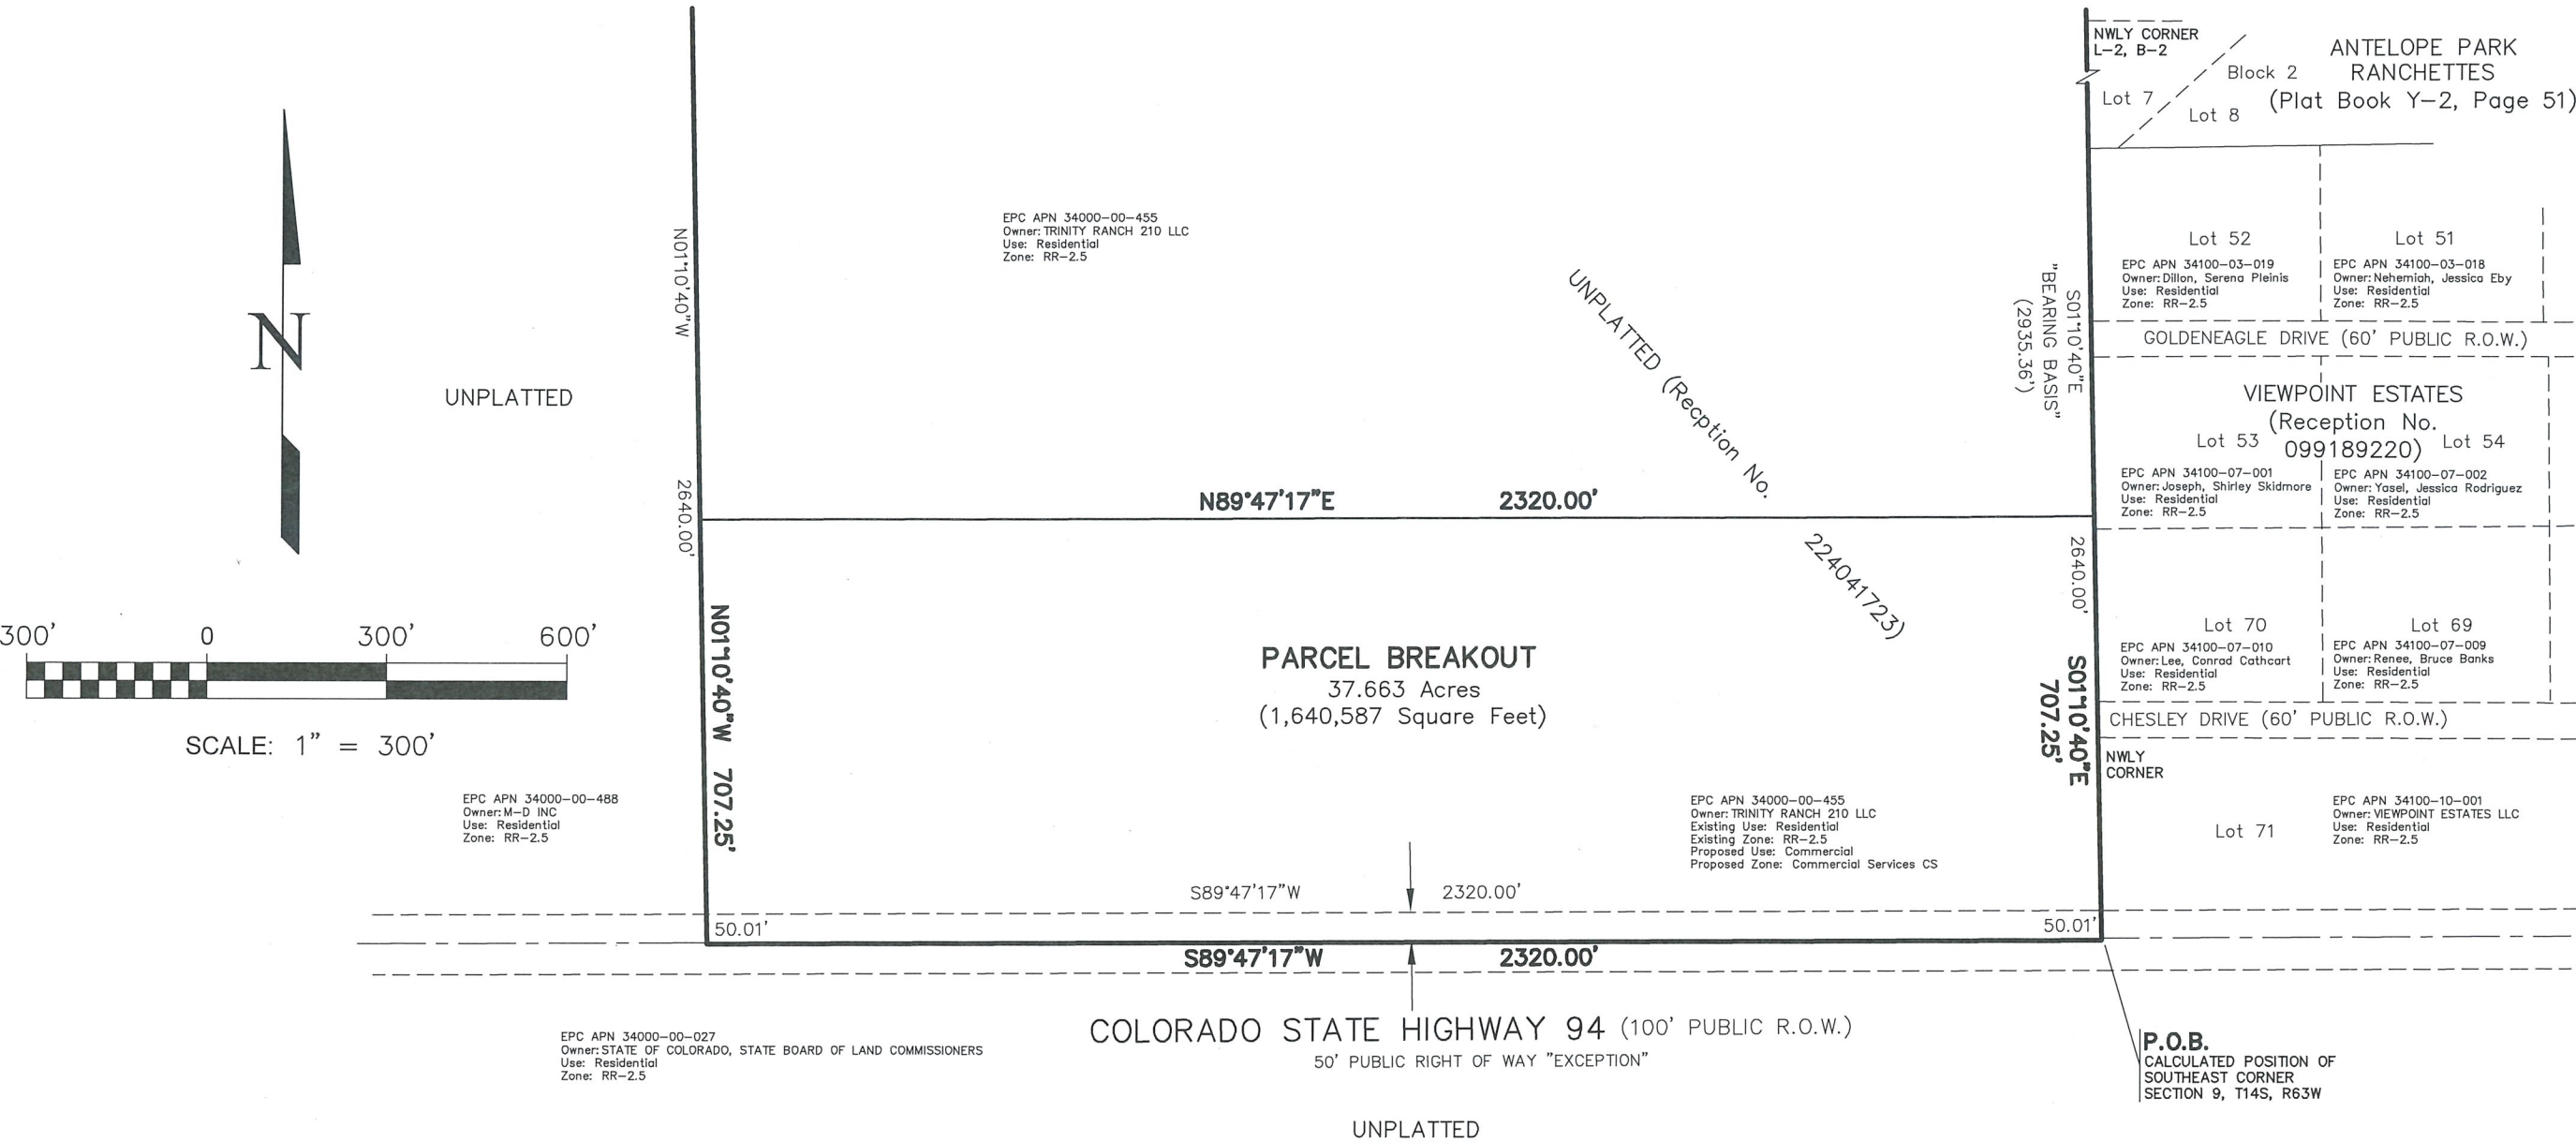 NWLY CORNER
L-2, B-2
ANTELOPE PARK
RANCHETTES
(Plat Book Y-2, Page 51)
Block 2
Lot 7
Lot 8
N01°10'40"W
2640.00'
EPC APN 34000-00-455
Owner: TRINITY RANCH 210 LLC
Use: Residential
Zone: RR-2.5
UNPLATTED (Recption No.
224041723)
S01°10'40"E
"BEARING BASIS"
(2935.36')
Lot 52
EPC APN 34100-03-019
Owner: Dillon, Serena Pleinis
Use: Residential
Zone: RR-2.5
Lot 51
EPC APN 34100-03-018
Owner: Nehemiah, Jessica Eby
Use: Residential
Zone: RR-2.5
GOLDENEAGLE DRIVE (60' PUBLIC R.O.W.)
N
UNPLATTED
VIEWPOINT ESTATES
(Reception No.
099189220)
Lot 53
Lot 54
EPC APN 34100-07-001
Owner: Joseph, Shirley Skidmore
Use: Residential
Zone: RR-2.5
EPC APN 34100-07-002
Owner: Yasel, Jessica Rodriguez
Use: Residential
Zone: RR-2.5
N89°47'17"E 2320.00'
2640.00'
300' 0 300' 600'
SCALE: 1" = 300'
N01°10'40"W 707.25'
PARCEL BREAKOUT
37.663 Acres
(1,640,587 Square Feet)
S01°10'40"E
707.25'
Lot 70
EPC APN 34100-07-010
Owner: Lee, Conrad Cathcart
Use: Residential
Zone: RR-2.5
Lot 69
EPC APN 34100-07-009
Owner: Renee, Bruce Banks
Use: Residential
Zone: RR-2.5
CHESLEY DRIVE (60' PUBLIC R.O.W.)
NWLY
CORNER
EPC APN 34000-00-488
Owner: M-D INC
Use: Residential
Zone: RR-2.5
EPC APN 34000-00-455
Owner: TRINITY RANCH 210 LLC
Existing Use: Residential
Existing Zone: RR-2.5
Proposed Use: Commercial
Proposed Zone: Commercial Services CS
Lot 71
EPC APN 34100-10-001
Owner: VIEWPOINT ESTATES LLC
Use: Residential
Zone: RR-2.5
S89°47'17"W 2320.00'
50.01'
50.01'
S89°47'17"W 2320.00'
COLORADO STATE HIGHWAY 94 (100' PUBLIC R.O.W.)
50' PUBLIC RIGHT OF WAY "EXCEPTION"
EPC APN 34000-00-027
Owner: STATE OF COLORADO, STATE BOARD OF LAND COMMISSIONERS
Use: Residential
Zone: RR-2.5
P.O.B.
CALCULATED POSITION OF
SOUTHEAST CORNER
SECTION 9, T14S, R63W
UNPLATTED